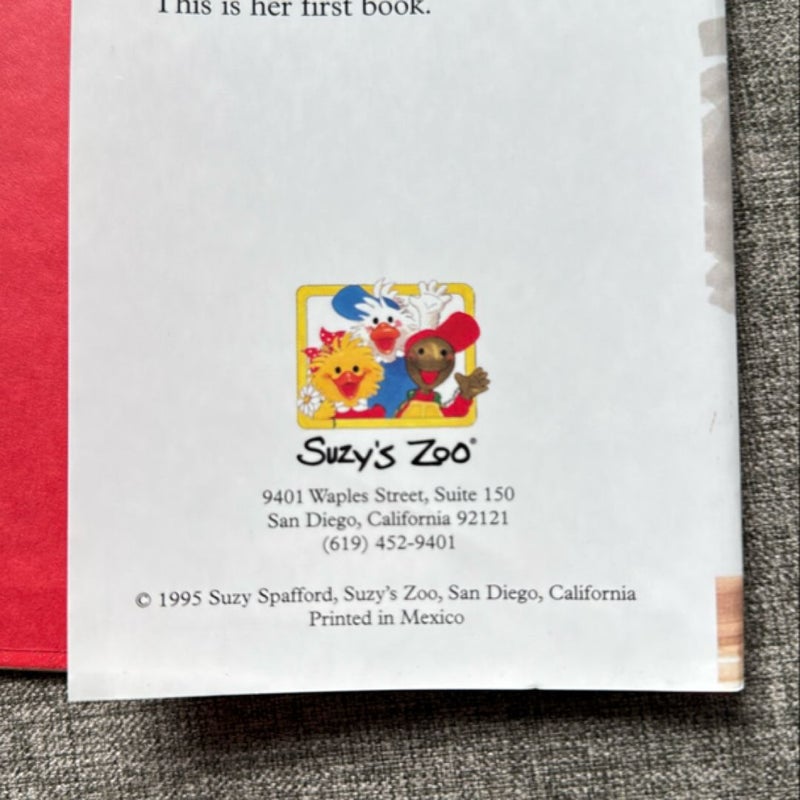 This is her first book.
Suzy's Zoo®
9401 Waples Street, Suite 150
San Diego, California 92121
(619) 452-9401
© 1995 Suzy Spafford, Suzy's Zoo, San Diego, California
Printed in Mexico